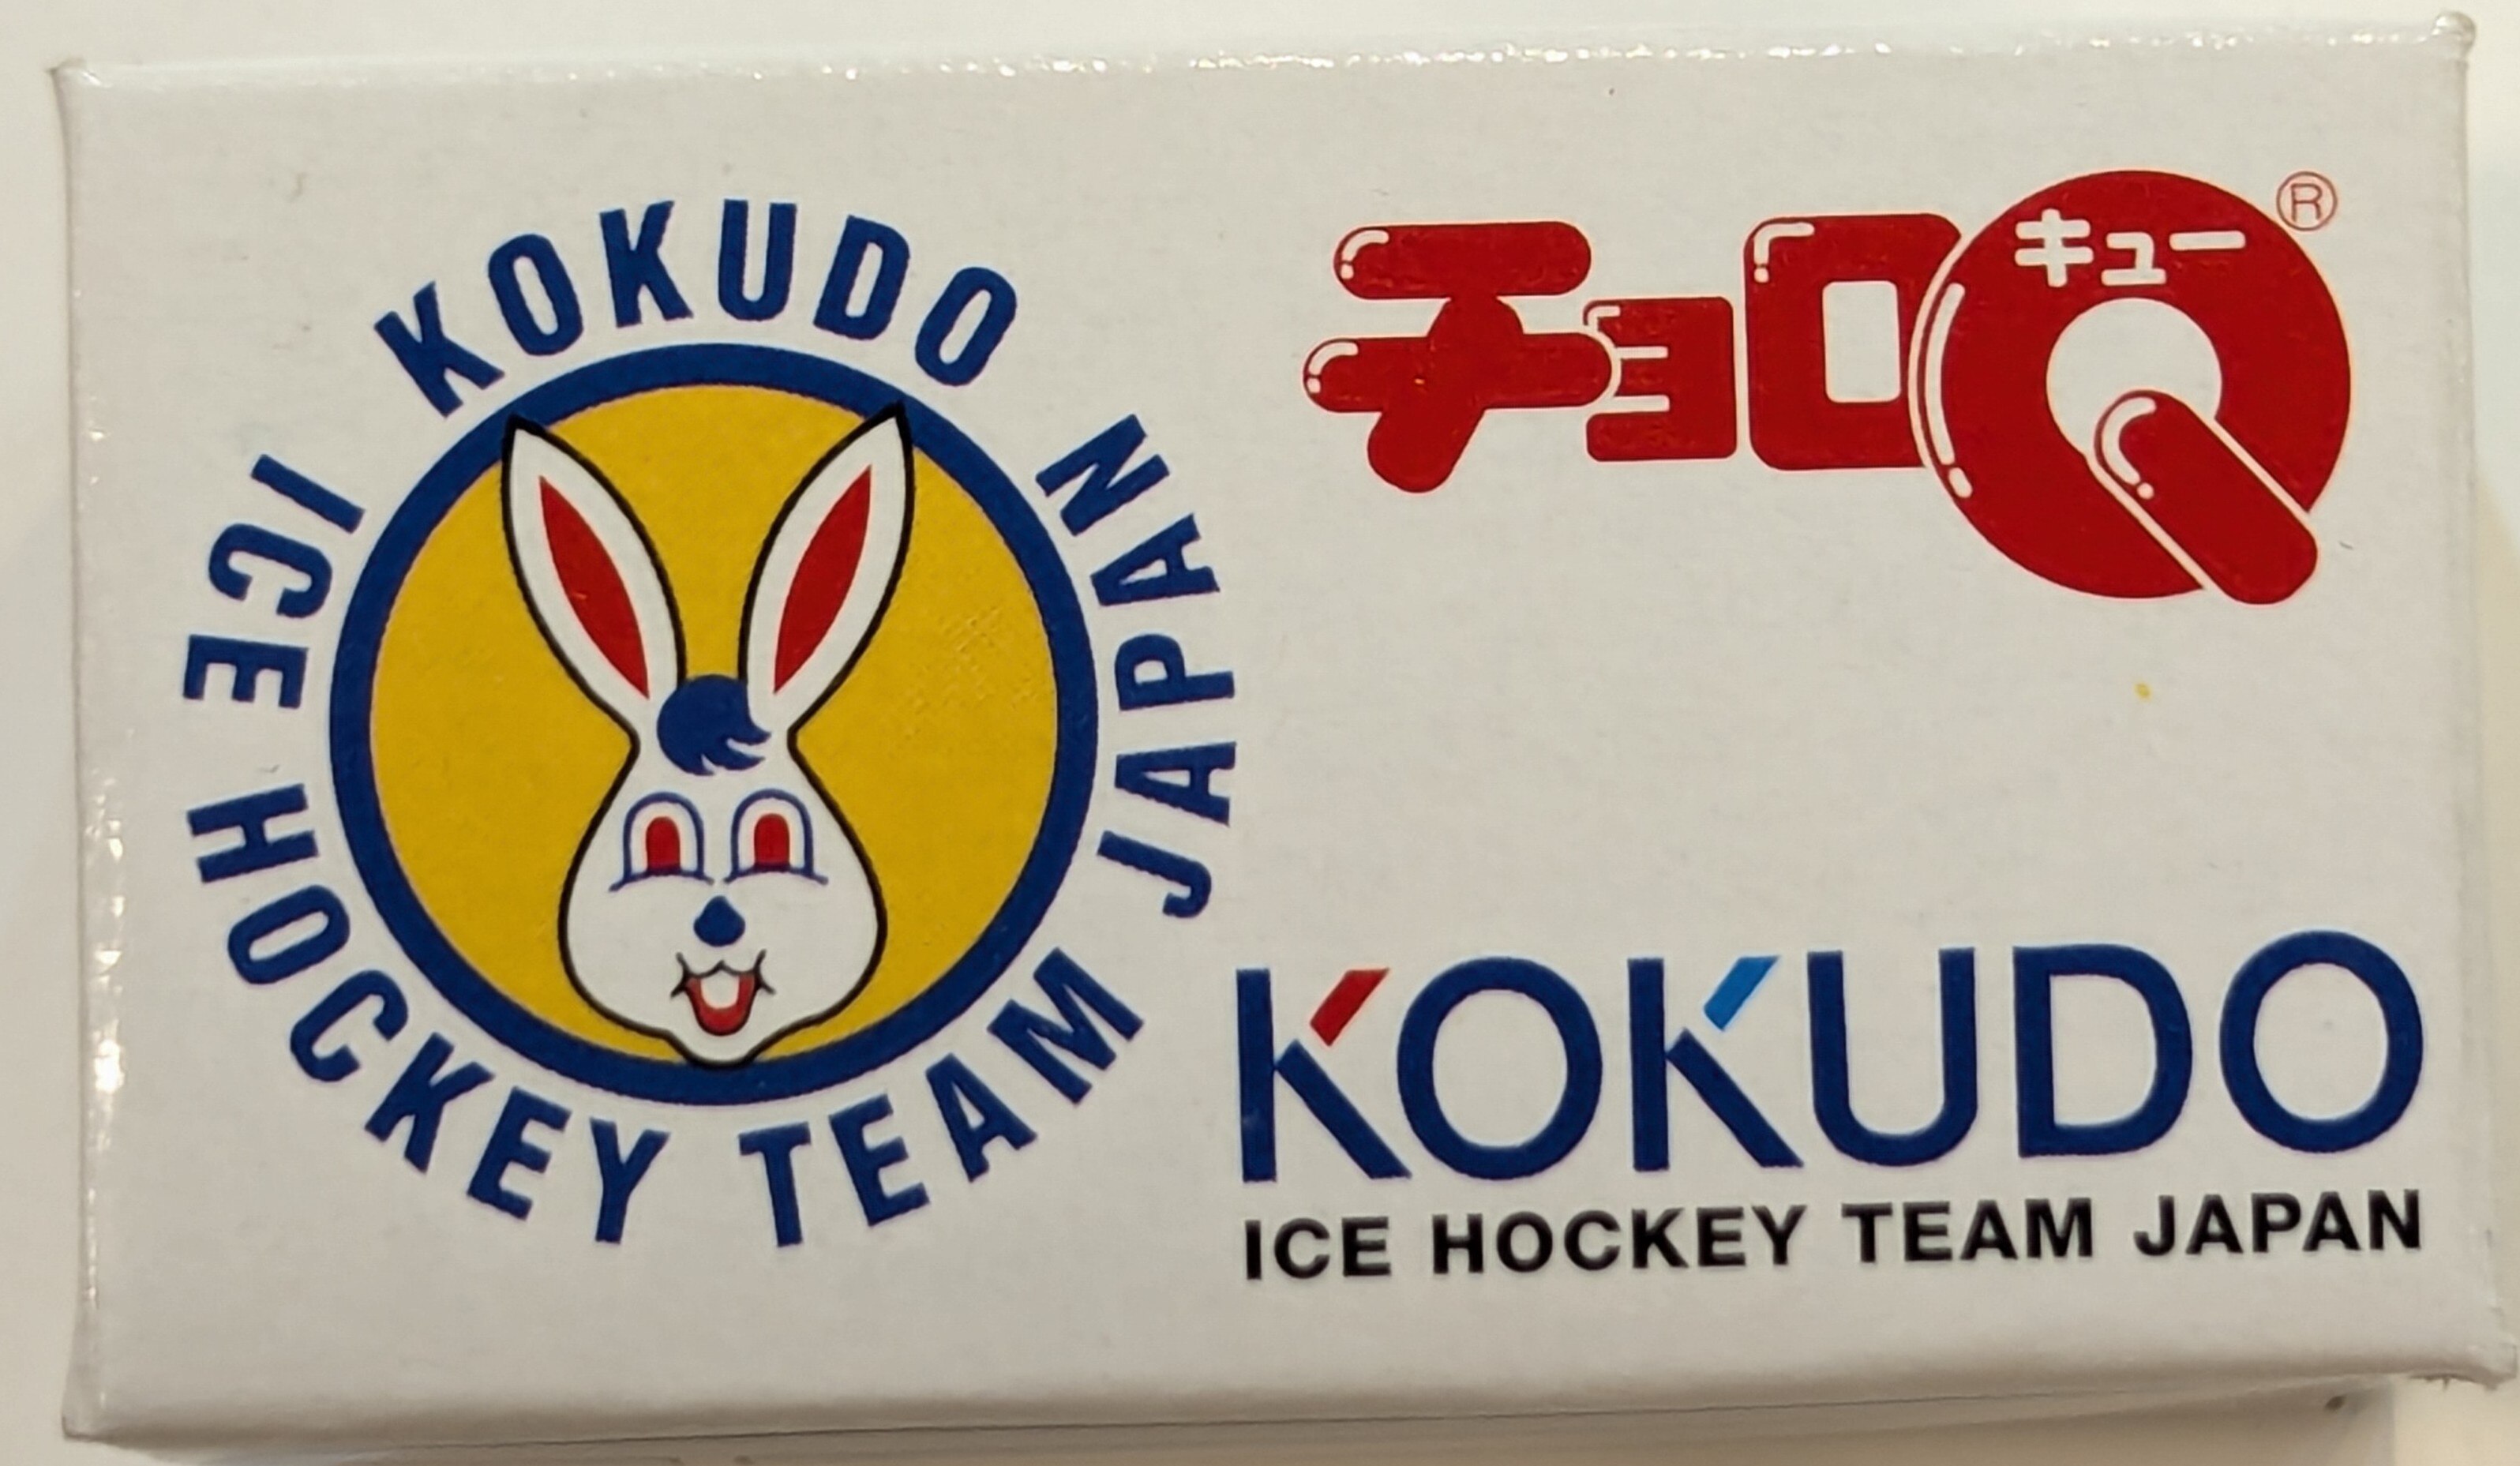 KOKUDO
ICE HOCKEY TEAM JAPAN
チョロQ®
キュー
KOKUDO
ICE HOCKEY TEAM JAPAN